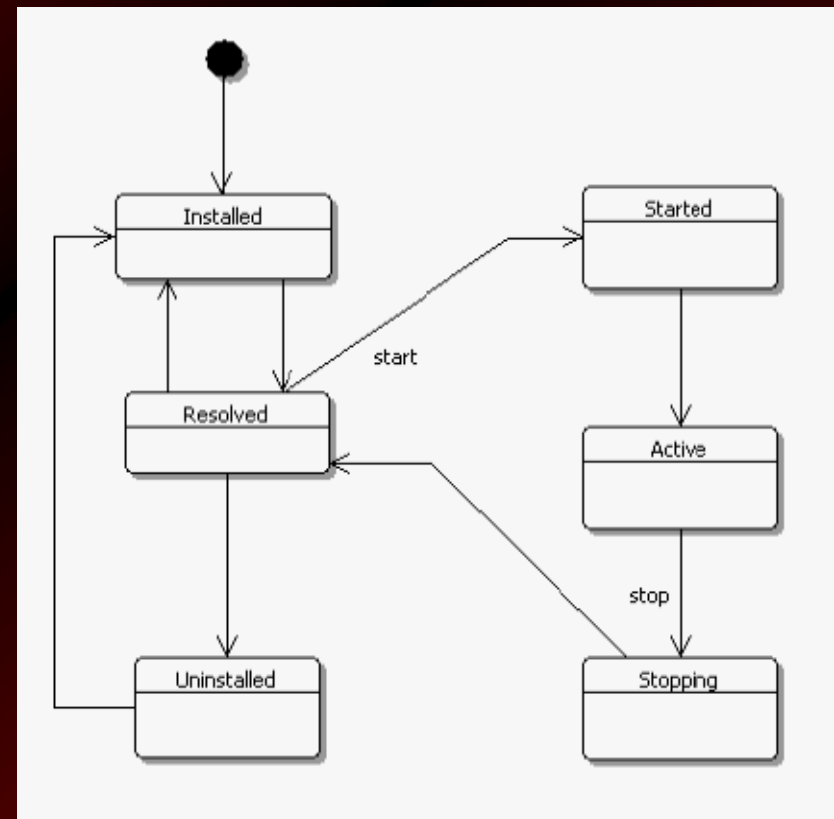 Installed
Started
start
Resolved
Active
stop
Uninstalled
Stopping